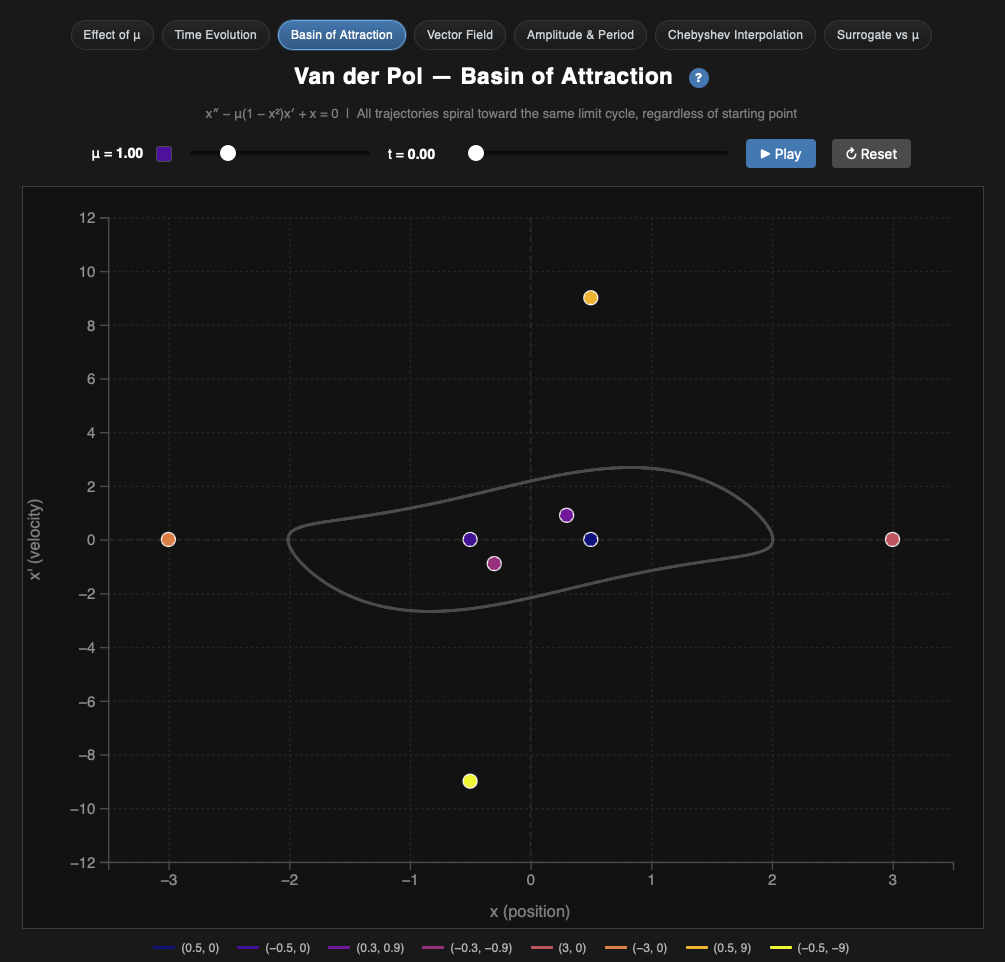 Effect of μ Time Evolution Basin of Attraction Vector Field Amplitude & Period Chebyshev Interpolation Surrogate vs μ
Van der Pol — Basin of Attraction ?
x″ − μ(1 − x²)x′ + x = 0 | All trajectories spiral toward the same limit cycle, regardless of starting point
μ = 1.00 t = 0.00 ▶ Play ↻ Reset
12
10
8
6
4
2
0
−2
−4
−6
−8
−10
−12
x' (velocity)
−3 −2 −1 0 1 2 3
x (position)
(0.5, 0) (−0.5, 0) (0.3, 0.9) (−0.3, −0.9) (3, 0) (−3, 0) (0.5, 9) (−0.5, −9)